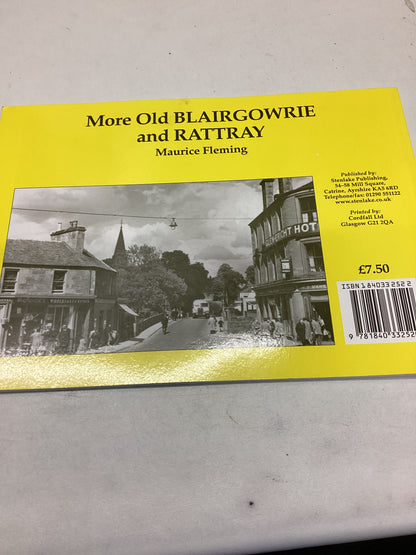 More Old BLAIRGOWRIE
and RATTRAY
Maurice Fleming
Published by:
Stenlake Publishing,
54–58 Mill Square,
Catrine, Ayrshire KA5 6RD
Telephone/fax: 01290 551122
www.stenlake.co.uk
Printed by:
Cordfall Ltd
Glasgow G21 2QA
HOT
£7.50
ISBN 1 84033 252 2
9 781840 33252